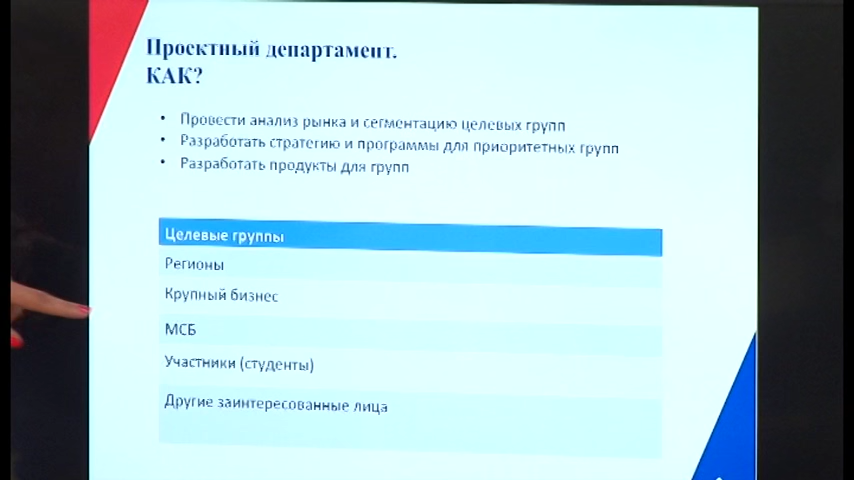 Проектный департамент.
КАК?
• Провести анализ рынка и сегментацию целевых групп
• Разработать стратегию и программы для приоритетных групп
• Разработать продукты для групп
Целевые группы
Регионы
Крупный бизнес
МСБ
Участники (студенты)
Другие заинтересованные лица